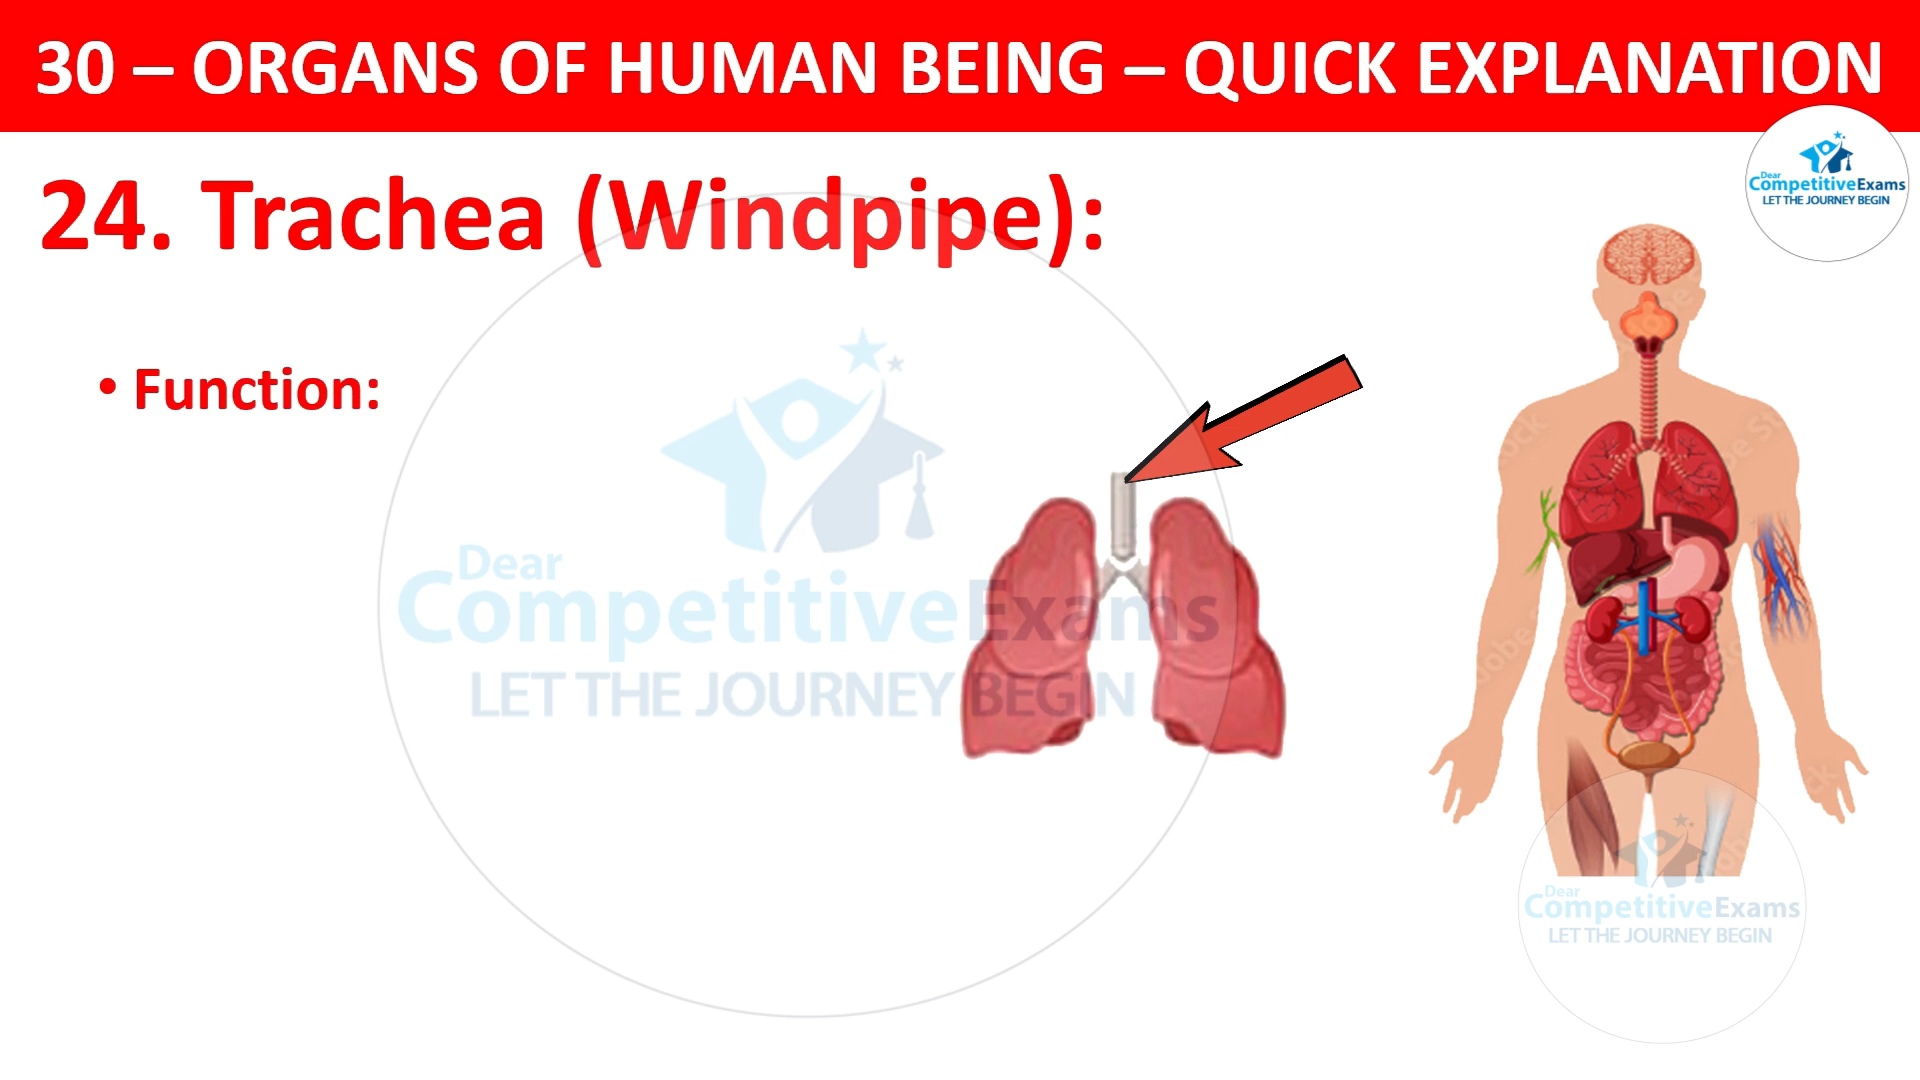 30 – ORGANS OF HUMAN BEING – QUICK EXPLANATION
Dear
CompetitiveExams
LET THE JOURNEY BEGIN
24. Trachea (Windpipe):
• Function:
Dear
CompetitiveExams
LET THE JOURNEY BEGIN
Dear
CompetitiveExams
LET THE JOURNEY BEGIN